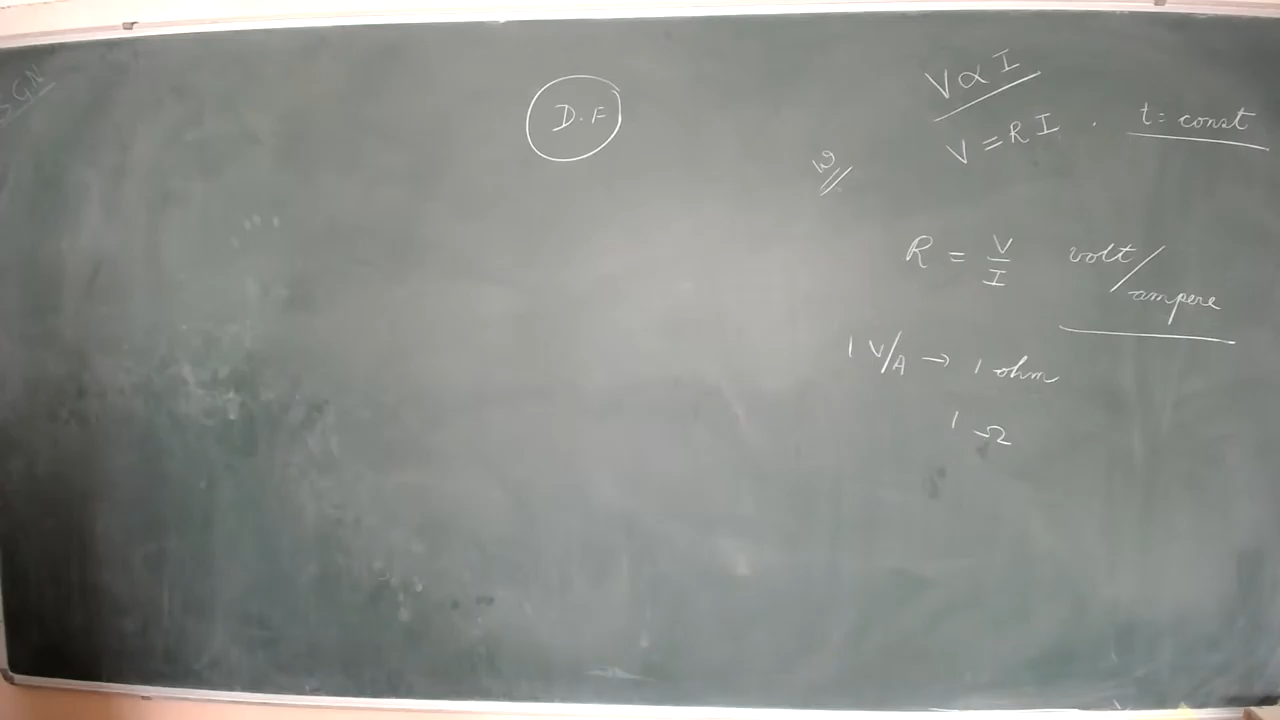 D.F
V ∝ I
V = R I . t = const
R = V/I volt/ampere
1 V/A → 1 ohm
1 Ω